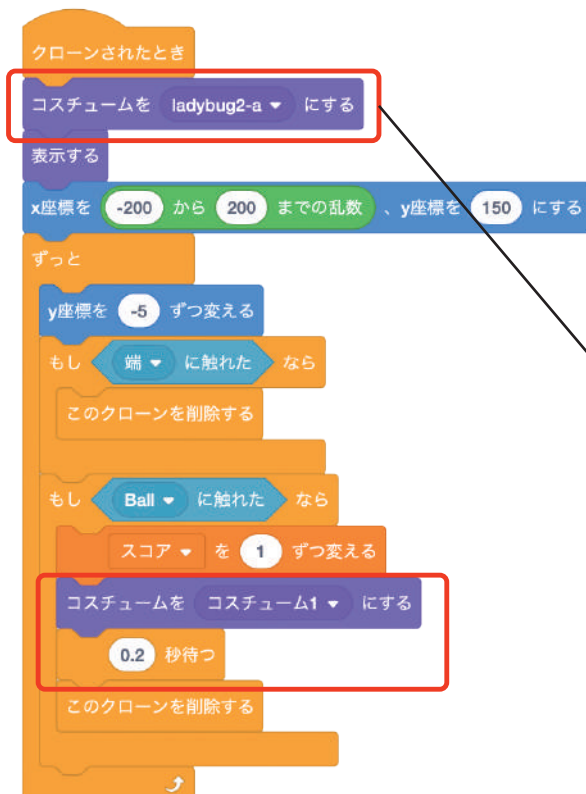 クローンされたとき
コスチュームを ladybug2-a にする
表示する
x座標を -200 から 200 までの乱数 、y座標を 150 にする
ずっと
y座標を -5 ずつ変える
もし 端 に触れた なら
このクローンを削除する
もし Ball に触れた なら
スコア を 1 ずつ変える
コスチュームを コスチューム1 にする
0.2 秒待つ
このクローンを削除する